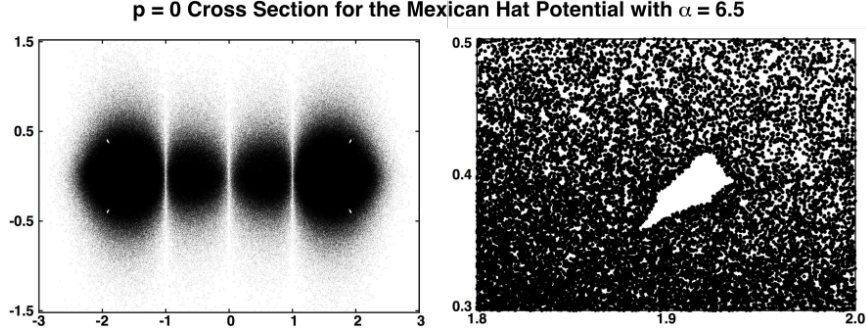 p = 0 Cross Section for the Mexican Hat Potential with α = 6.5
1.5
0.5
-0.5
-1.5
-3 -2 -1 0 1 2 3
0.5
0.4
0.3
1.8 1.9 2.0